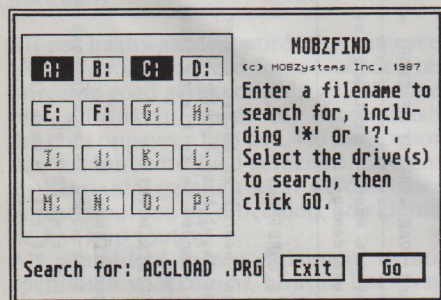 A: B: C: D:
E: F: G: H:
I: J: K: L:
M: N: O: P:
MOBZFIND
(c) MOBZystems Inc. 1987
Enter a filename to
search for, inclu-
ding '*' or '?'.
Select the drive(s)
to search, then
click GO.
Search for: ACCLOAD .PRG Exit Go